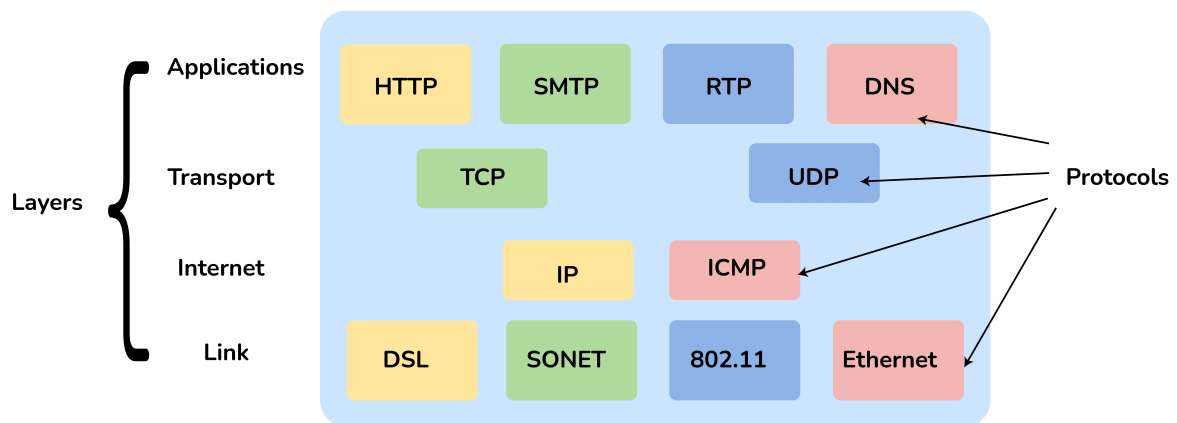 Applications
HTTP
SMTP
RTP
DNS
Transport
TCP
UDP
Protocols
Layers
Internet
IP
ICMP
Link
DSL
SONET
802.11
Ethernet